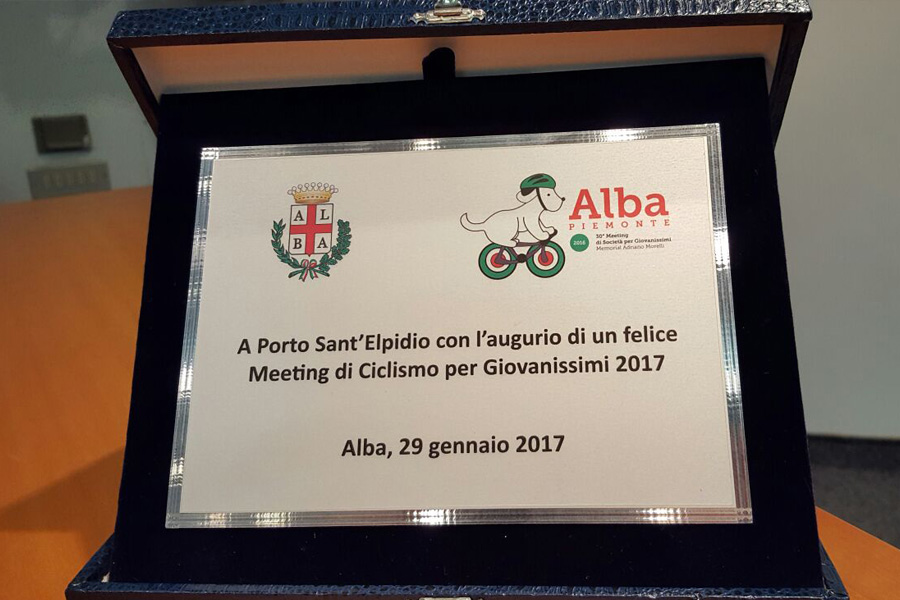 A L
B A
Alba
PIEMONTE
2016
30° Meeting
di Società per Giovanissimi
Memorial Adriano Morelli
A Porto Sant'Elpidio con l'augurio di un felice
Meeting di Ciclismo per Giovanissimi 2017
Alba, 29 gennaio 2017